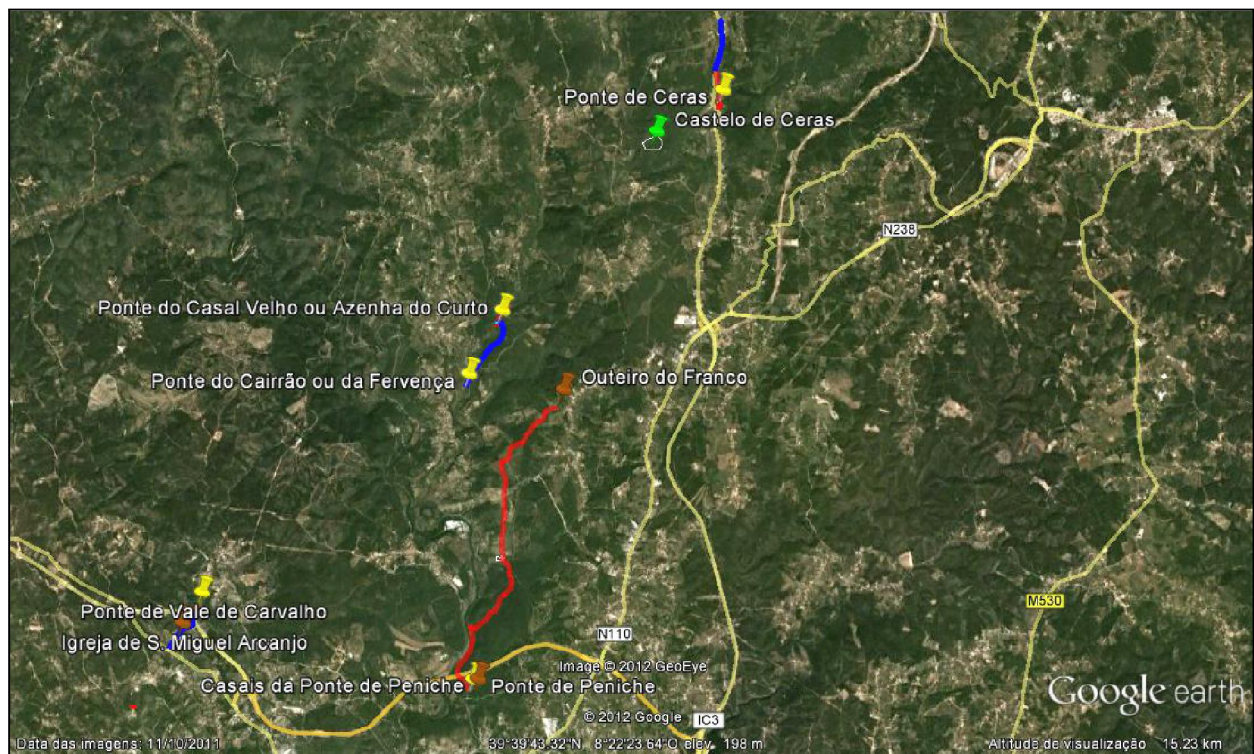 Ponte de Ceras
Castelo de Ceras
N238
Ponte do Casal Velho ou Azenha do Curto
Ponte do Cairrão ou da Fervença
Outeiro do Franco
Ponte de Vale de Carvalho
Igreja de S. Miguel Arcanjo
M530
N110
Image © 2012 GeoEye
Casais da Ponte de Peniche
Ponte de Peniche
Google earth
© 2012 Google
IC3
Data das imagens: 11/10/2011
39°39'43.32"N 8°22'23.64"O elev. 198 m
Altitude de visualização 15.23 km